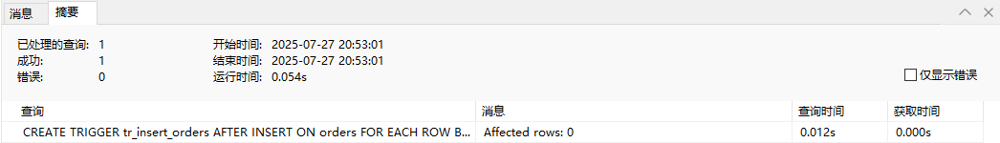 消息 摘要
已处理的查询: 1 开始时间: 2025-07-27 20:53:01
成功: 1 结束时间: 2025-07-27 20:53:01
错误: 0 运行时间: 0.054s
仅显示错误
查询 消息 查询时间 获取时间
CREATE TRIGGER tr_insert_orders AFTER INSERT ON orders FOR EACH ROW B... Affected rows: 0 0.012s 0.000s